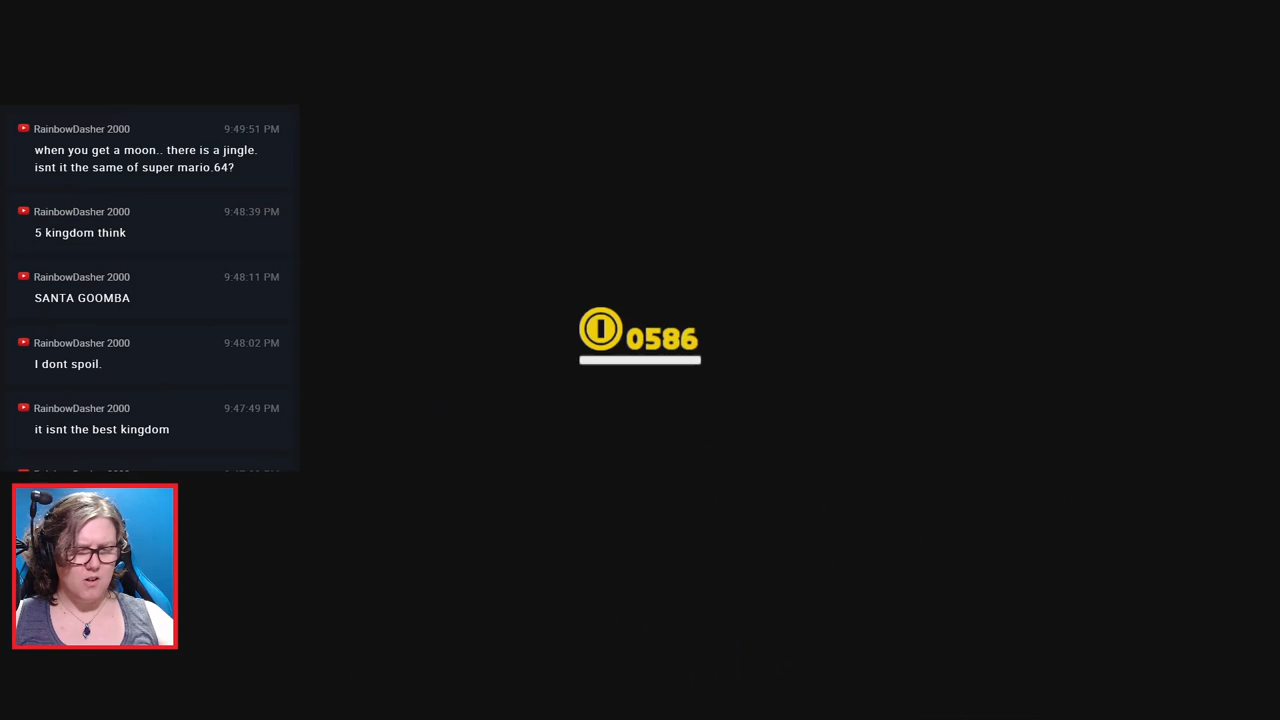 RainbowDasher 2000 9:49:51 PM
when you get a moon.. there is a jingle.
isnt it the same of super mario.64?
RainbowDasher 2000 9:48:39 PM
5 kingdom think
RainbowDasher 2000 9:48:11 PM
SANTA GOOMBA
RainbowDasher 2000 9:48:02 PM
I dont spoil.
RainbowDasher 2000 9:47:49 PM
it isnt the best kingdom
0586